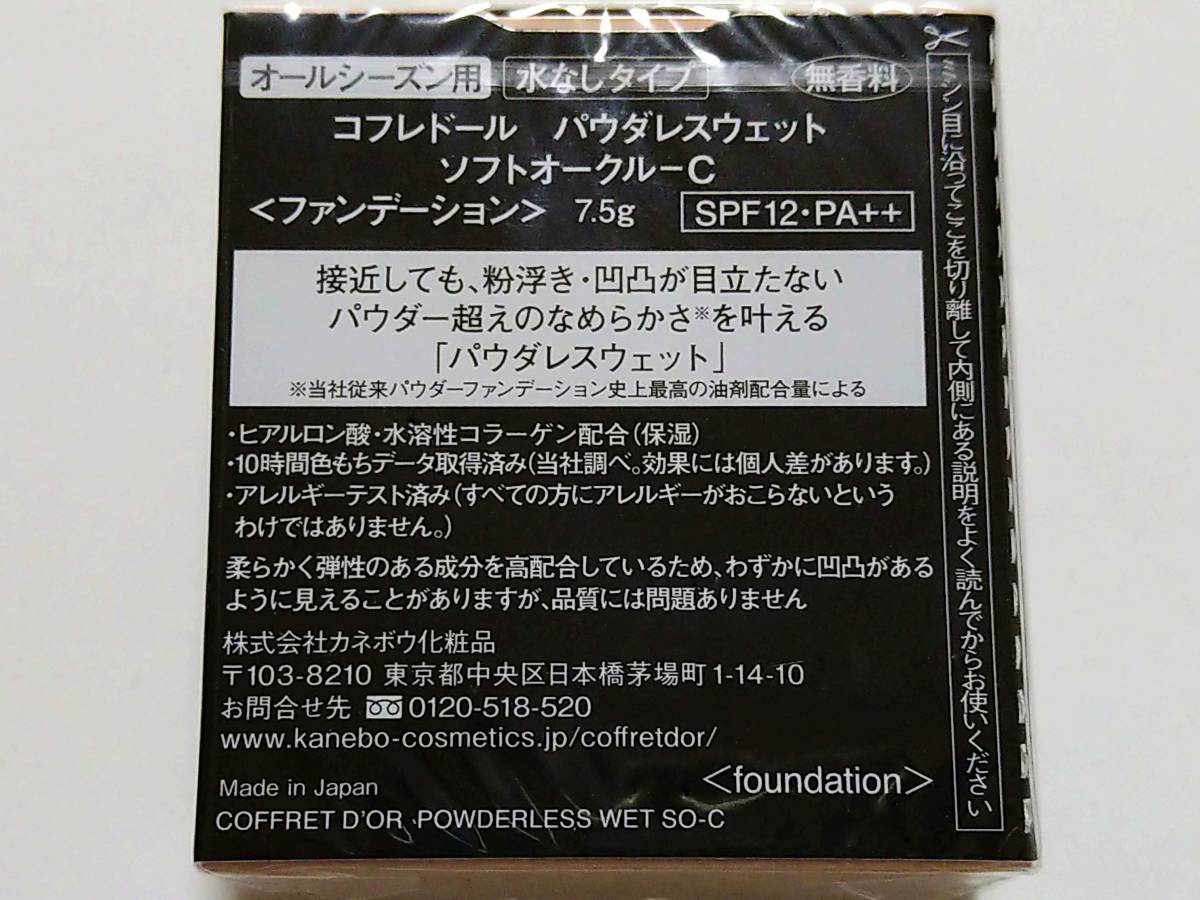 オールシーズン用 水なしタイプ 無香料
コフレドール パウダレスウェット
ソフトオークル−C
<ファンデーション> 7.5g SPF12・PA++
接近しても、粉浮き・凹凸が目立たない
パウダー超えのなめらかさ※を叶える
「パウダレスウェット」
※当社従来パウダーファンデーション史上最高の油剤配合量による
・ヒアルロン酸・水溶性コラーゲン配合(保湿)
・10時間色もちデータ取得済み(当社調べ。効果には個人差があります。)
・アレルギーテスト済み(すべての方にアレルギーがおこらないという
わけではありません。)
柔らかく弾性のある成分を高配合しているため、わずかに凹凸がある
ように見えることがありますが、品質には問題ありません
株式会社カネボウ化粧品
〒103-8210 東京都中央区日本橋茅場町1-14-10
お問合せ先 0120-518-520
www.kanebo-cosmetics.jp/coffretdor/
Made in Japan <foundation>
COFFRET D'OR POWDERLESS WET SO-C
ミシン目に沿ってここを切り離して内側にある説明をよく読んでからお使いください